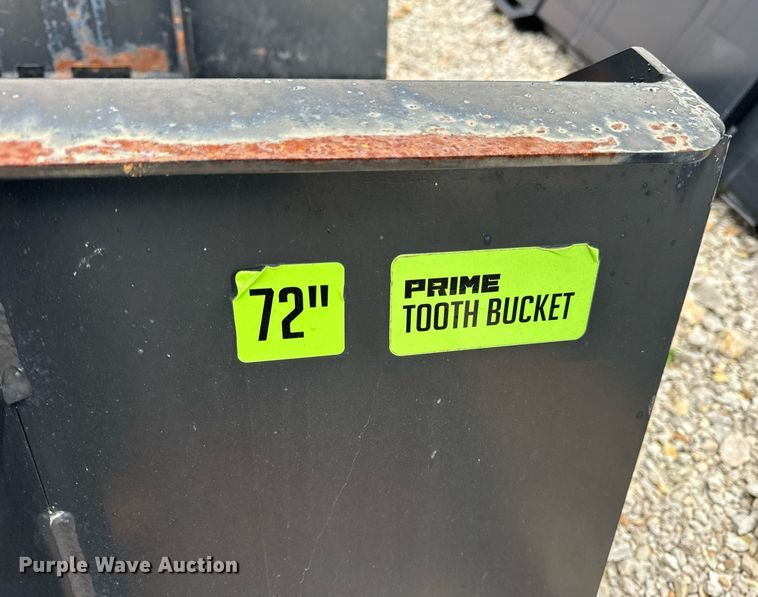 72"
PRIME
TOOTH BUCKET
Purple Wave Auction